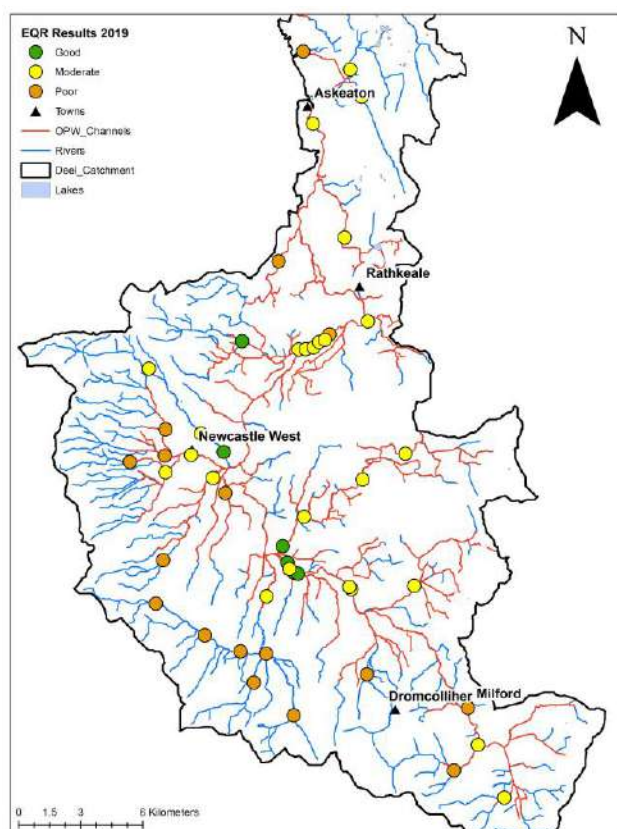 EQR Results 2019
Good
Moderate
Poor
Towns
OPW_Channels
Rivers
Deel_Catchment
Lakes
N
Askeaton
Rathkeale
Newcastle West
Dromcolliher Milford
0 1.5 3 6 Kilometers